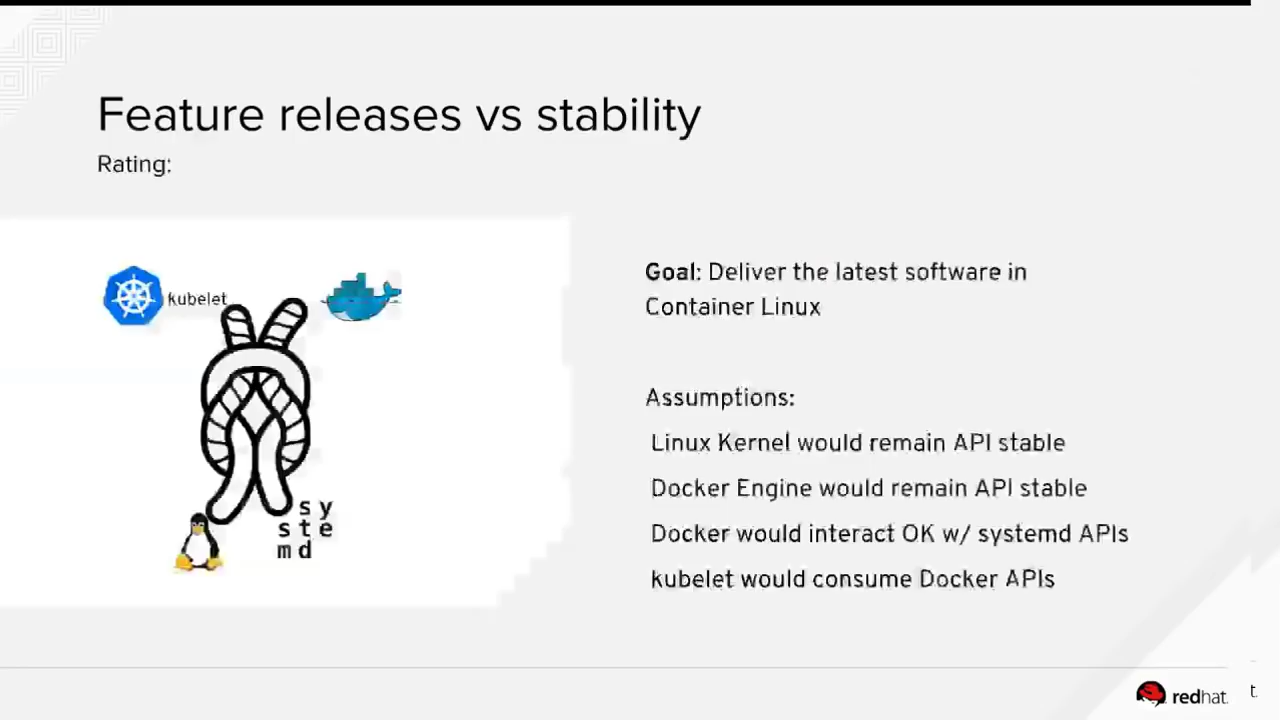 Feature releases vs stability
Rating:
kubelet
sy
ste
md
Goal: Deliver the latest software in
Container Linux
Assumptions:
Linux Kernel would remain API stable
Docker Engine would remain API stable
Docker would interact OK w/ systemd APIs
kubelet would consume Docker APIs
redhat.
t.